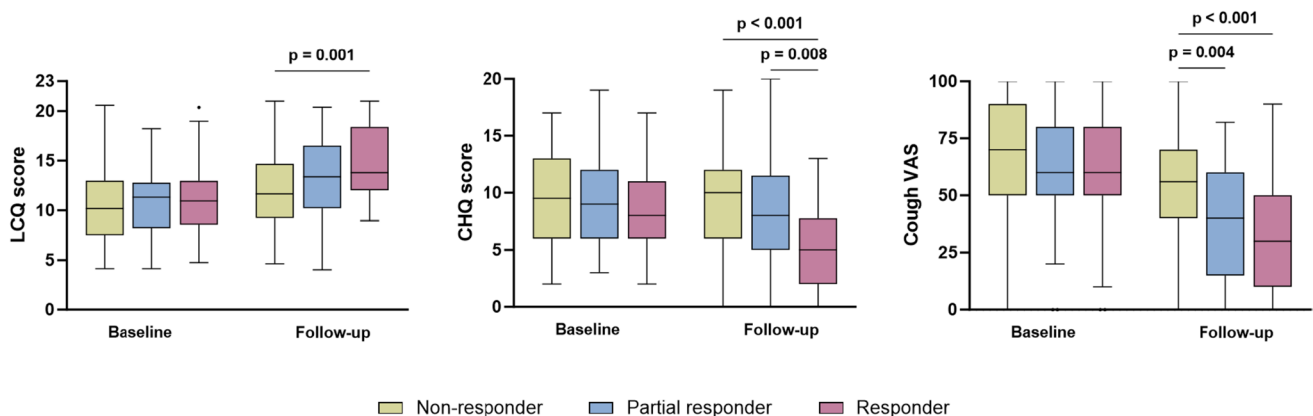 p = 0.001
LCQ score
23
20
15
10
5
0
Baseline
Follow-up
p < 0.001
p = 0.008
CHQ score
20
15
10
5
0
Baseline
Follow-up
p < 0.001
p = 0.004
Cough VAS
100
75
50
25
0
Baseline
Follow-up
Non-responder
Partial responder
Responder